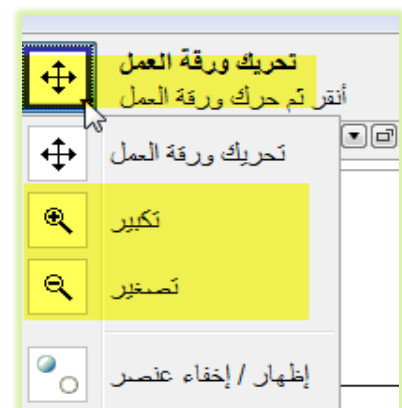 تحريك ورقة العمل
أنقر ثم حرك ورقة العمل
تحريك ورقة العمل
تكبير
تصغير
إظهار / إخفاء عنصر